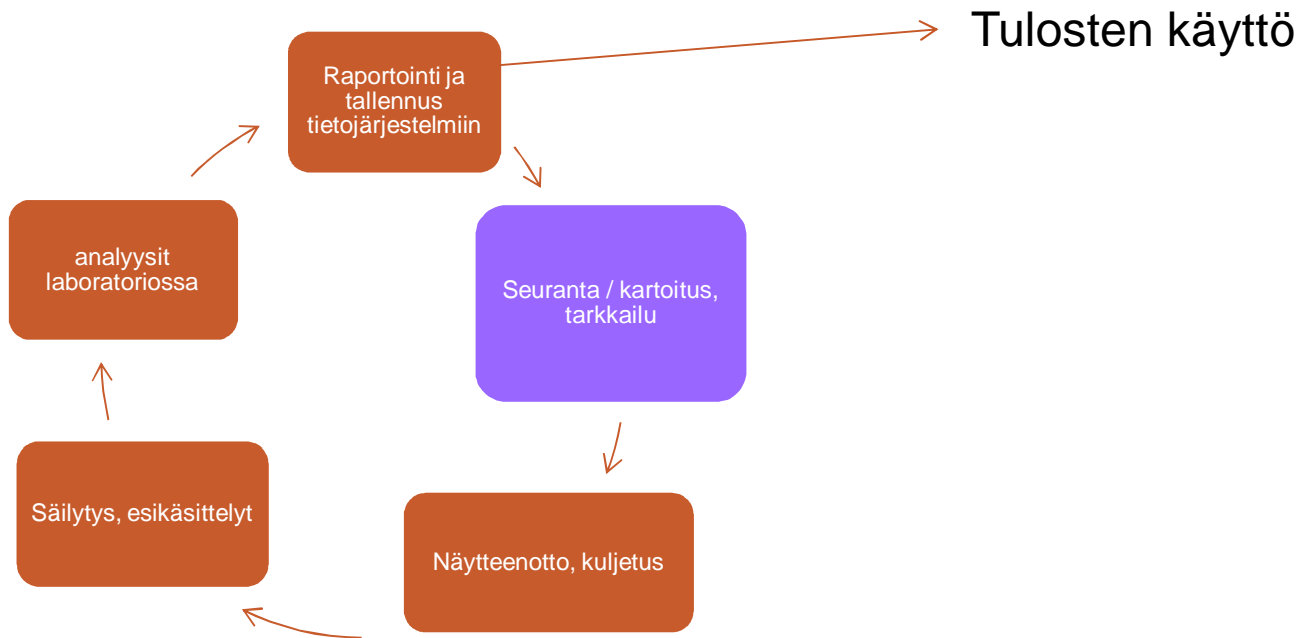 Tulosten käyttö
Raportointi ja
tallennus
tietojärjestelmiin
analyysit
laboratoriossa
Seuranta / kartoitus,
tarkkailu
Säilytys, esikäsittelyt
Näytteenotto, kuljetus